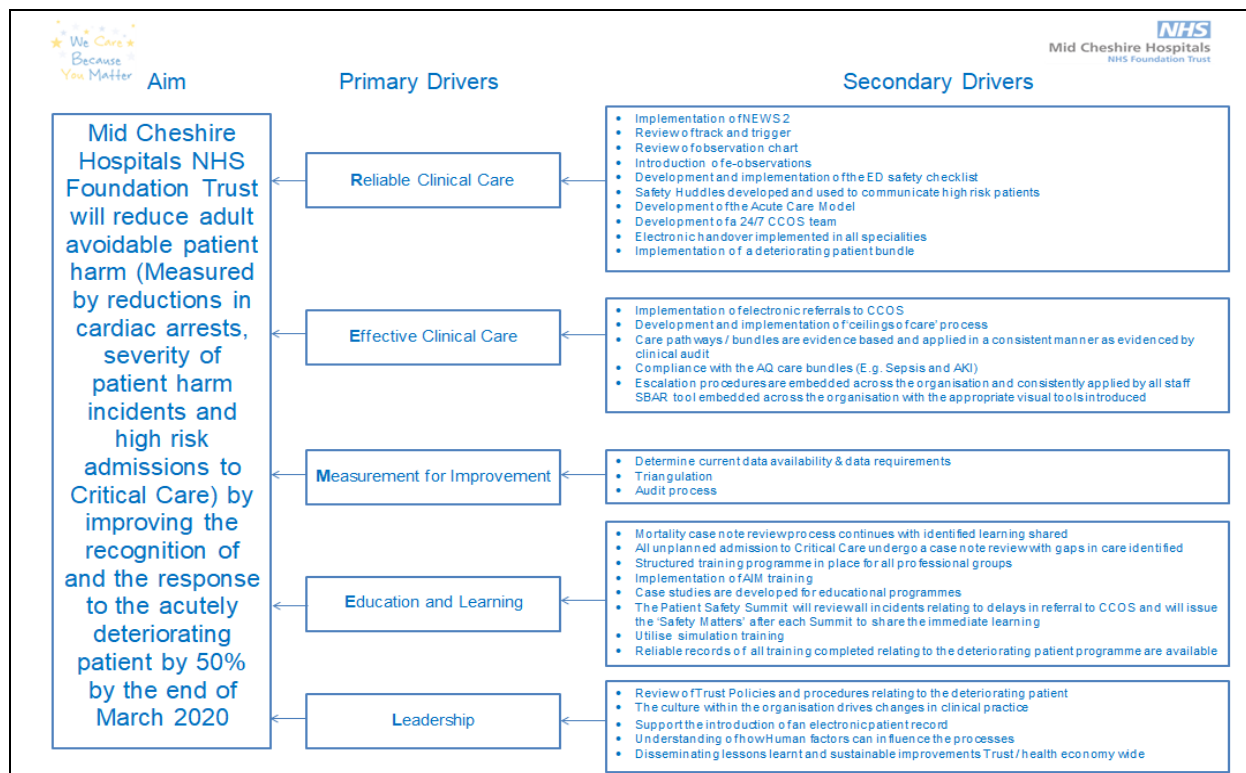 We Care
Because
You Matter
NHS
Mid Cheshire Hospitals
NHS Foundation Trust
Aim
Primary Drivers
Secondary Drivers
Mid Cheshire
Hospitals NHS
Foundation Trust
will reduce adult
avoidable patient
harm (Measured
by reductions in
cardiac arrests,
severity of
patient harm
incidents and
high risk
admissions to
Critical Care) by
improving the
recognition of
and the response
to the acutely
deteriorating
patient by 50%
by the end of
March 2020
Reliable Clinical Care
• Implementation of NEWS 2
• Review of track and trigger
• Review of observation chart
• Introduction of e-observations
• Development and implementation of the ED safety checklist
• Safety Huddles developed and used to communicate high risk patients
• Development of the Acute Care Model
• Development of a 24/7 CCOS team
• Electronic handover implemented in all specialities
• Implementation of a deteriorating patient bundle
Effective Clinical Care
• Implementation of electronic referrals to CCOS
• Development and implementation of 'ceilings of care' process
• Care pathways / bundles are evidence based and applied in a consistent manner as evidenced by
clinical audit
• Compliance with the AQ care bundles (E.g. Sepsis and AKI)
• Escalation procedures are embedded across the organisation and consistently applied by all staff
SBAR tool embedded across the organisation with the appropriate visual tools introduced
Measurement for Improvement
• Determine current data availability & data requirements
• Triangulation
• Audit process
Education and Learning
• Mortality case note review process continues with identified learning shared
• All unplanned admission to Critical Care undergo a case note review with gaps in care identified
• Structured training programme in place for all professional groups
• Implementation of AIM training
• Case studies are developed for educational programmes
• The Patient Safety Summit will review all incidents relating to delays in referral to CCOS and will issue
the 'Safety Matters' after each Summit to share the immediate learning
• Utilise simulation training
• Reliable records of all training completed relating to the deteriorating patient programme are available
Leadership
• Review of Trust Policies and procedures relating to the deteriorating patient
• The culture within the organisation drives changes in clinical practice
• Support the introduction of an electronic patient record
• Understanding of how Human factors can influence the processes
• Disseminating lessons learnt and sustainable improvements Trust / health economy wide